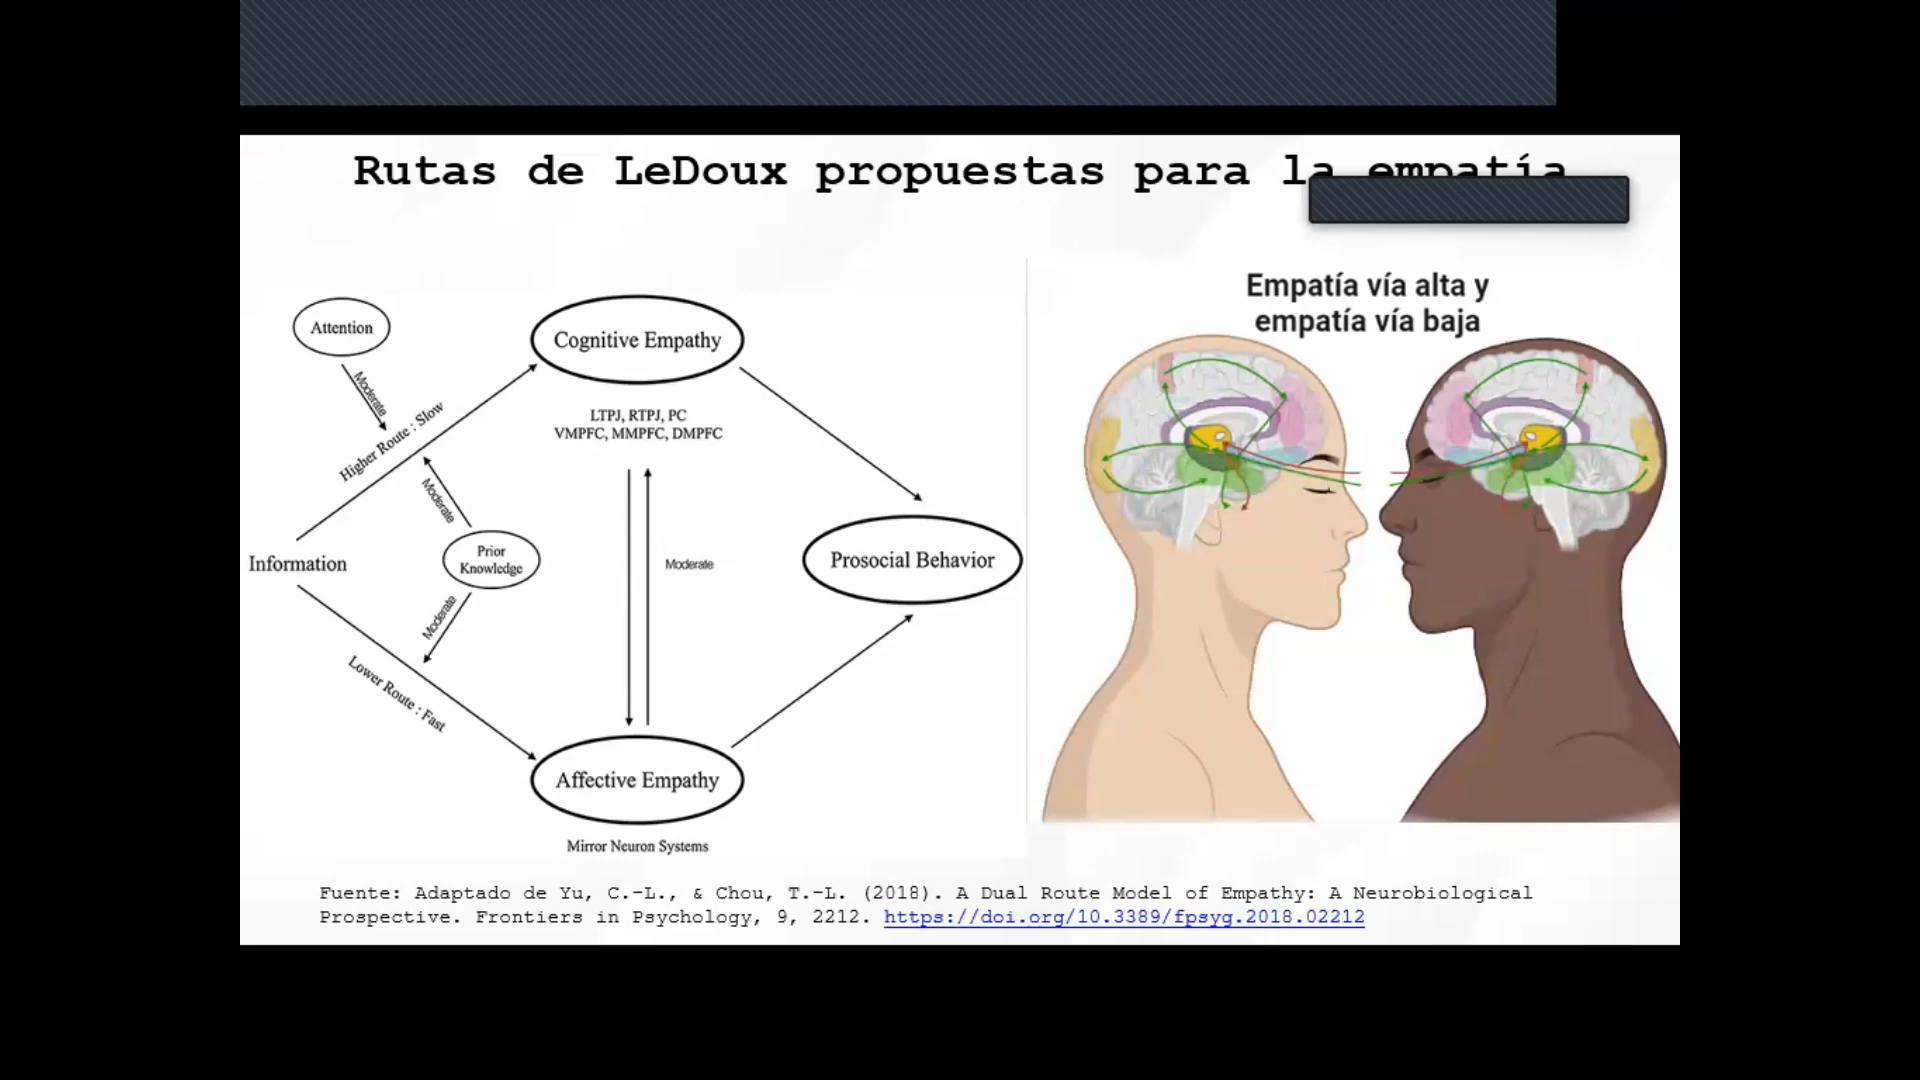 Rutas de LeDoux propuestas para la empatía
Empatía vía alta y
empatía vía baja
Attention
Moderate
Higher Route : Slow
Cognitive Empathy
LTPJ, RTPJ, PC
VMPFC, MMPFC, DMPFC
Moderate
Information
Prior
Knowledge
Moderate
Prosocial Behavior
Moderate
Lower Route : Fast
Affective Empathy
Mirror Neuron Systems
Fuente: Adaptado de Yu, C.-L., & Chou, T.-L. (2018). A Dual Route Model of Empathy: A Neurobiological
Prospective. Frontiers in Psychology, 9, 2212. https://doi.org/10.3389/fpsyg.2018.02212